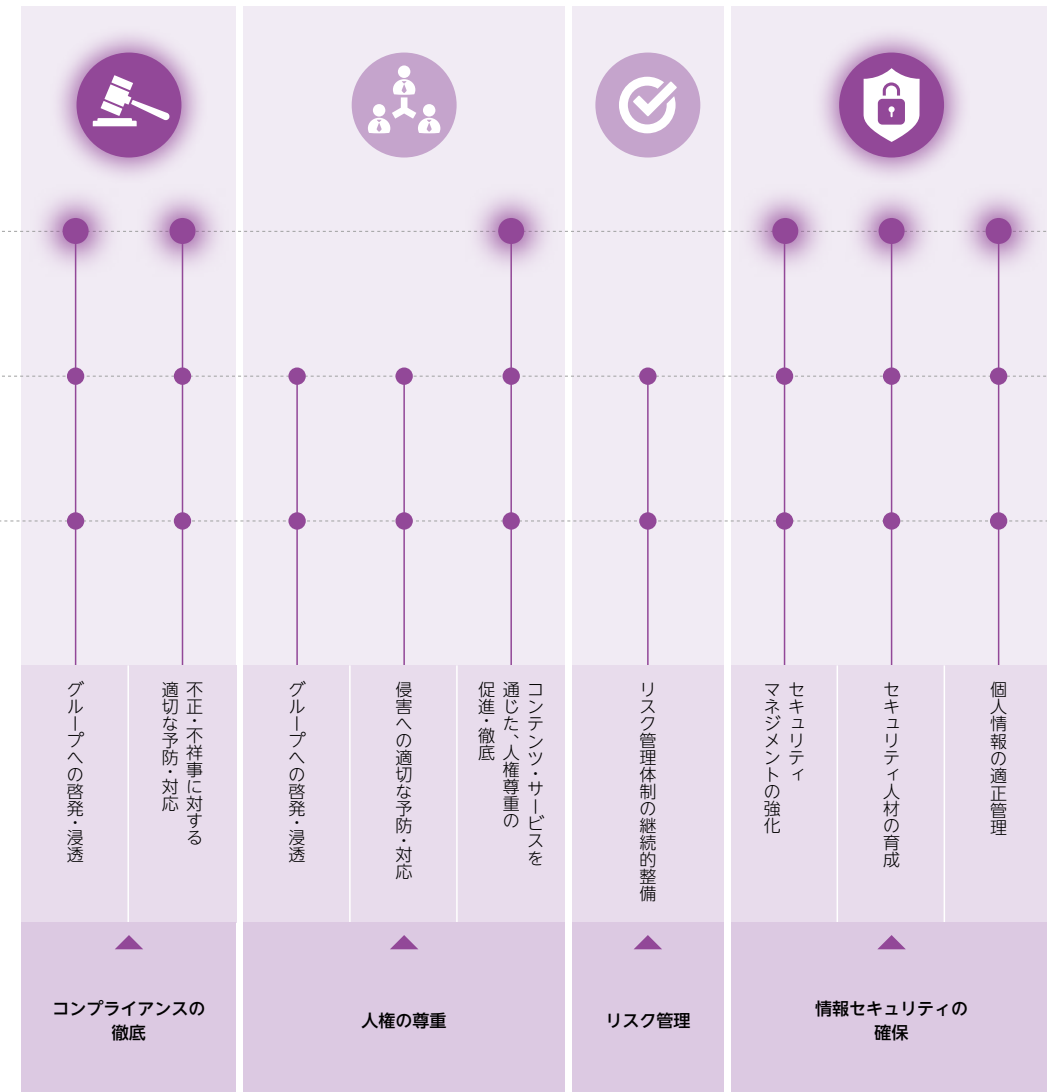 グループへの啓発・浸透
不正・不祥事に対する
適切な予防・対応
グループへの啓発・浸透
侵害への適切な予防・対応
コンテンツ・サービスを
通じた、人権尊重の
促進・徹底
リスク管理体制の継続的整備
セキュリティ
マネジメントの強化
セキュリティ人材の育成
個人情報の適正管理
コンプライアンスの
徹底
人権の尊重
リスク管理
情報セキュリティの
確保